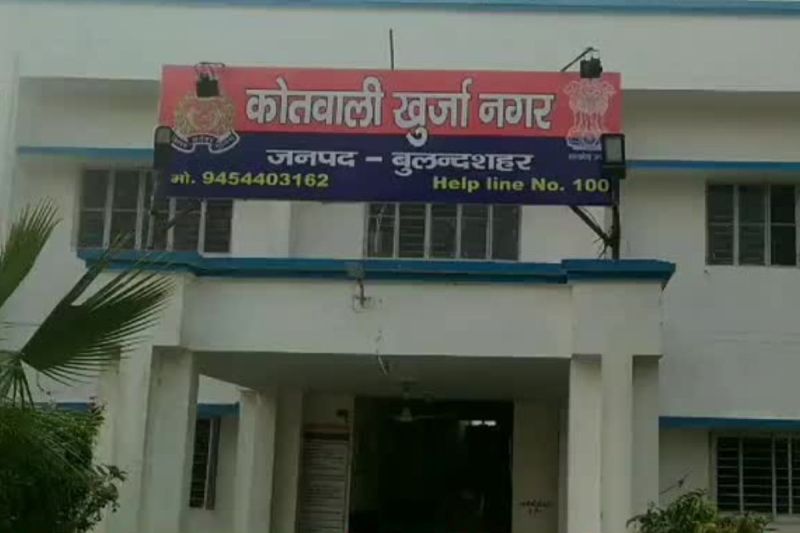 कोतवाली खुर्जा नगर
जनपद - बुलन्दशहर
मो. 9454403162 Help line No. 100